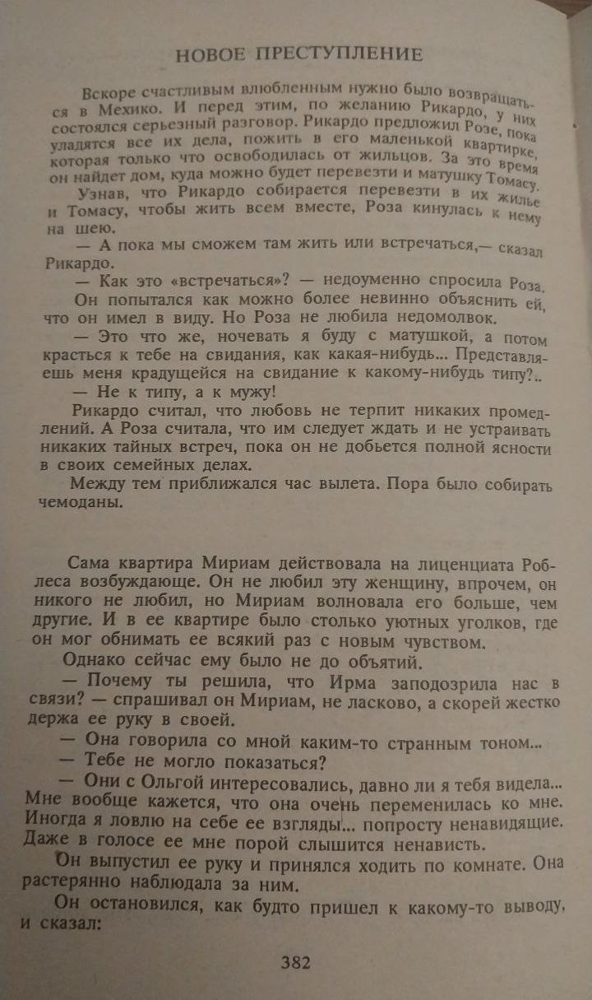 НОВОЕ ПРЕСТУПЛЕНИЕ
Вскоре счастливым влюбленным нужно было возвращать-
ся в Мехико. И перед этим, по желанию Рикардо, у них
состоялся серьезный разговор. Рикардо предложил Розе, пока
уладятся все их дела, пожить в его маленькой квартирке,
которая только что освободилась от жильцов. За это время
он найдет дом, куда можно будет перевезти и матушку Томасу.
Узнав, что Рикардо собирается перевезти в их жилье
и Томасу, чтобы жить всем вместе, Роза кинулась к нему
на шею.
— А пока мы сможем там жить или встречаться,— сказал
Рикардо.
— Как это «встречаться»? — недоуменно спросила Роза.
Он попытался как можно более невинно объяснить ей,
что он имел в виду. Но Роза не любила недомолвок.
— Это что же, ночевать я буду с матушкой, а потом
красться к тебе на свидания, как какая-нибудь... Представля-
ешь меня крадущейся на свидание к какому-нибудь типу?..
— Не к типу, а к мужу!
Рикардо считал, что любовь не терпит никаких промед-
лений. А Роза считала, что им следует ждать и не устраивать
никаких тайных встреч, пока он не добьется полной ясности
в своих семейных делах.
Между тем приближался час вылета. Пора было собирать
чемоданы.
Сама квартира Мириам действовала на лиценциата Роб-
леса возбуждающе. Он не любил эту женщину, впрочем, он
никого не любил, но Мириам волновала его больше, чем
другие. И в ее квартире было столько уютных уголков, где
он мог обнимать ее всякий раз с новым чувством.
Однако сейчас ему было не до объятий.
— Почему ты решила, что Ирма заподозрила нас в
связи? — спрашивал он Мириам, не ласково, а скорей жестко
держа ее руку в своей.
— Она говорила со мной каким-то странным тоном...
— Тебе не могло показаться?
— Они с Ольгой интересовались, давно ли я тебя видела...
Мне вообще кажется, что она очень переменилась ко мне.
Иногда я ловлю на себе ее взгляды... попросту ненавидящие.
Даже в голосе ее мне порой слышится ненависть.
Он выпустил ее руку и принялся ходить по комнате. Она
растерянно наблюдала за ним.
Он остановился, как будто пришел к какому-то выводу,
и сказал:
382